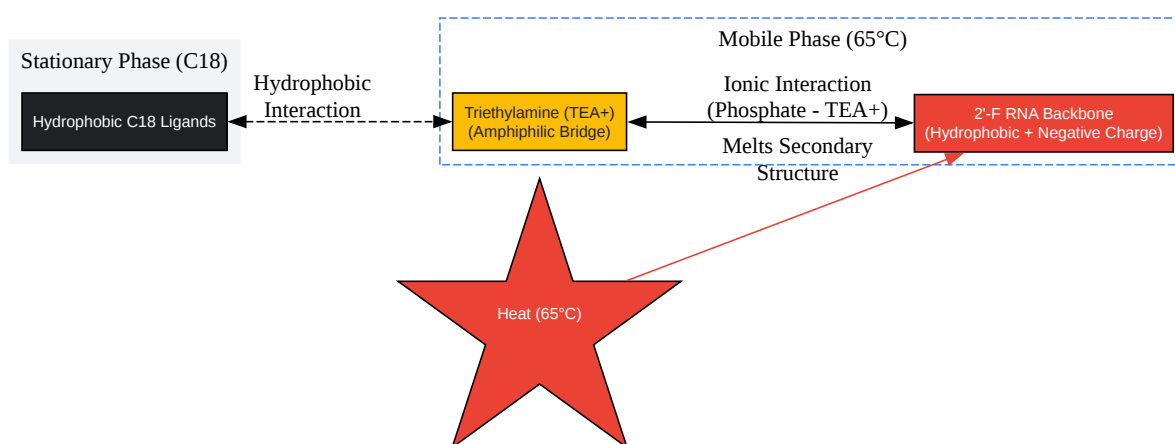 Mobile Phase (65°C)
Stationary Phase (C18)
Hydrophobic C18 Ligands
Hydrophobic
Interaction
Triethylamine (TEA+)
(Amphiphilic Bridge)
Ionic Interaction
(Phosphate - TEA+)
2'-F RNA Backbone
(Hydrophobic + Negative Charge)
Melts Secondary
Structure
Heat (65°C)